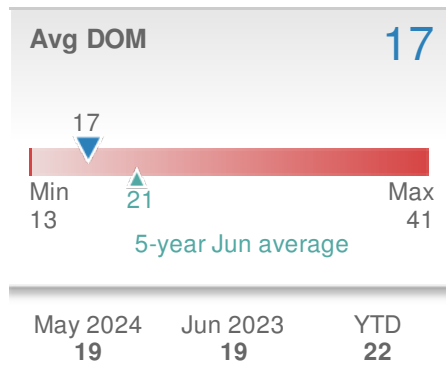 Avg DOM 17
17
Min Max
13 41
21
5-year Jun average
May 2024 Jun 2023 YTD
19 19 22